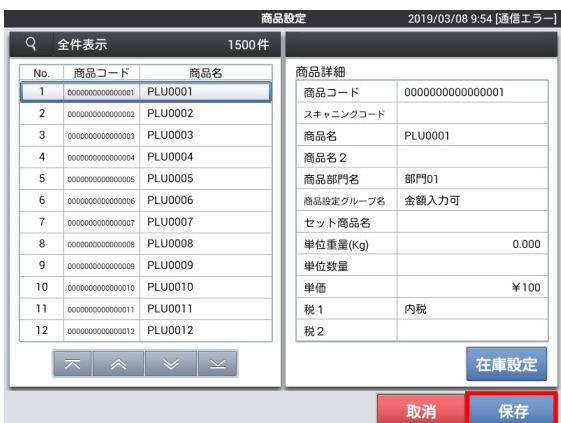 商品設定 2019/03/08 9:54 [通信エラー]
全件表示 1500件
No. 商品コード 商品名
1 0000000000000001 PLU0001
2 0000000000000002 PLU0002
3 0000000000000003 PLU0003
4 0000000000000004 PLU0004
5 0000000000000005 PLU0005
6 0000000000000006 PLU0006
7 0000000000000007 PLU0007
8 0000000000000008 PLU0008
9 0000000000000009 PLU0009
10 0000000000000010 PLU0010
11 0000000000000011 PLU0011
12 0000000000000012 PLU0012
商品詳細
商品コード 0000000000000001
スキャニングコード
商品名 PLU0001
商品名2
商品部門名 部門01
商品設定グループ名 金額入力可
セット商品名
単位重量(Kg) 0.000
単位数量
単価 ¥100
税1 内税
税2
在庫設定
取消 保存